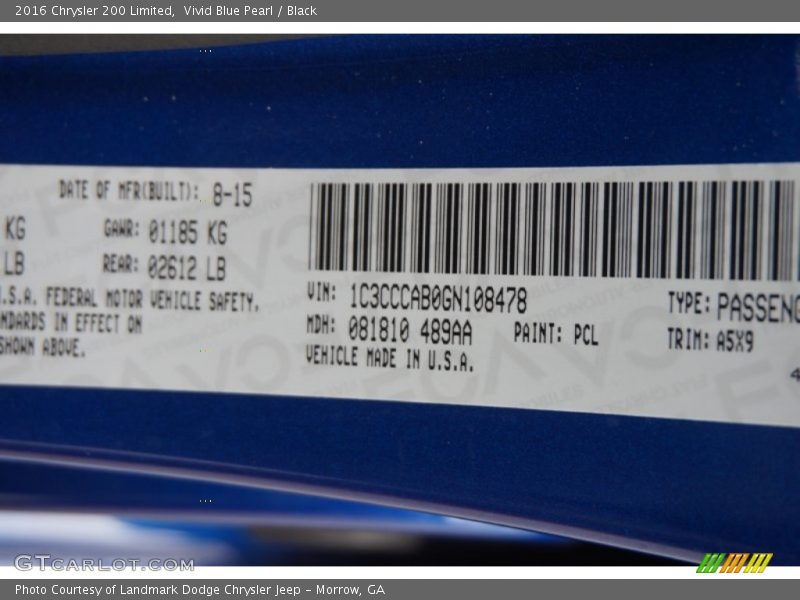 2016 Chrysler 200 Limited, Vivid Blue Pearl / Black
DATE OF MFR(BUILT): 8-15
KG GAWR: 01185 KG
LB REAR: 02612 LB
U.S.A. FEDERAL MOTOR VEHICLE SAFETY.
NDARDS IN EFFECT ON
SHOWN ABOVE.
VIN: 1C3CCCAB0GN108478 TYPE: PASSENG
MDH: 081810 489AA PAINT: PCL TRIM: A5X9
VEHICLE MADE IN U.S.A.
4
GTCARLOT.COM
Photo Courtesy of Landmark Dodge Chrysler Jeep – Morrow, GA